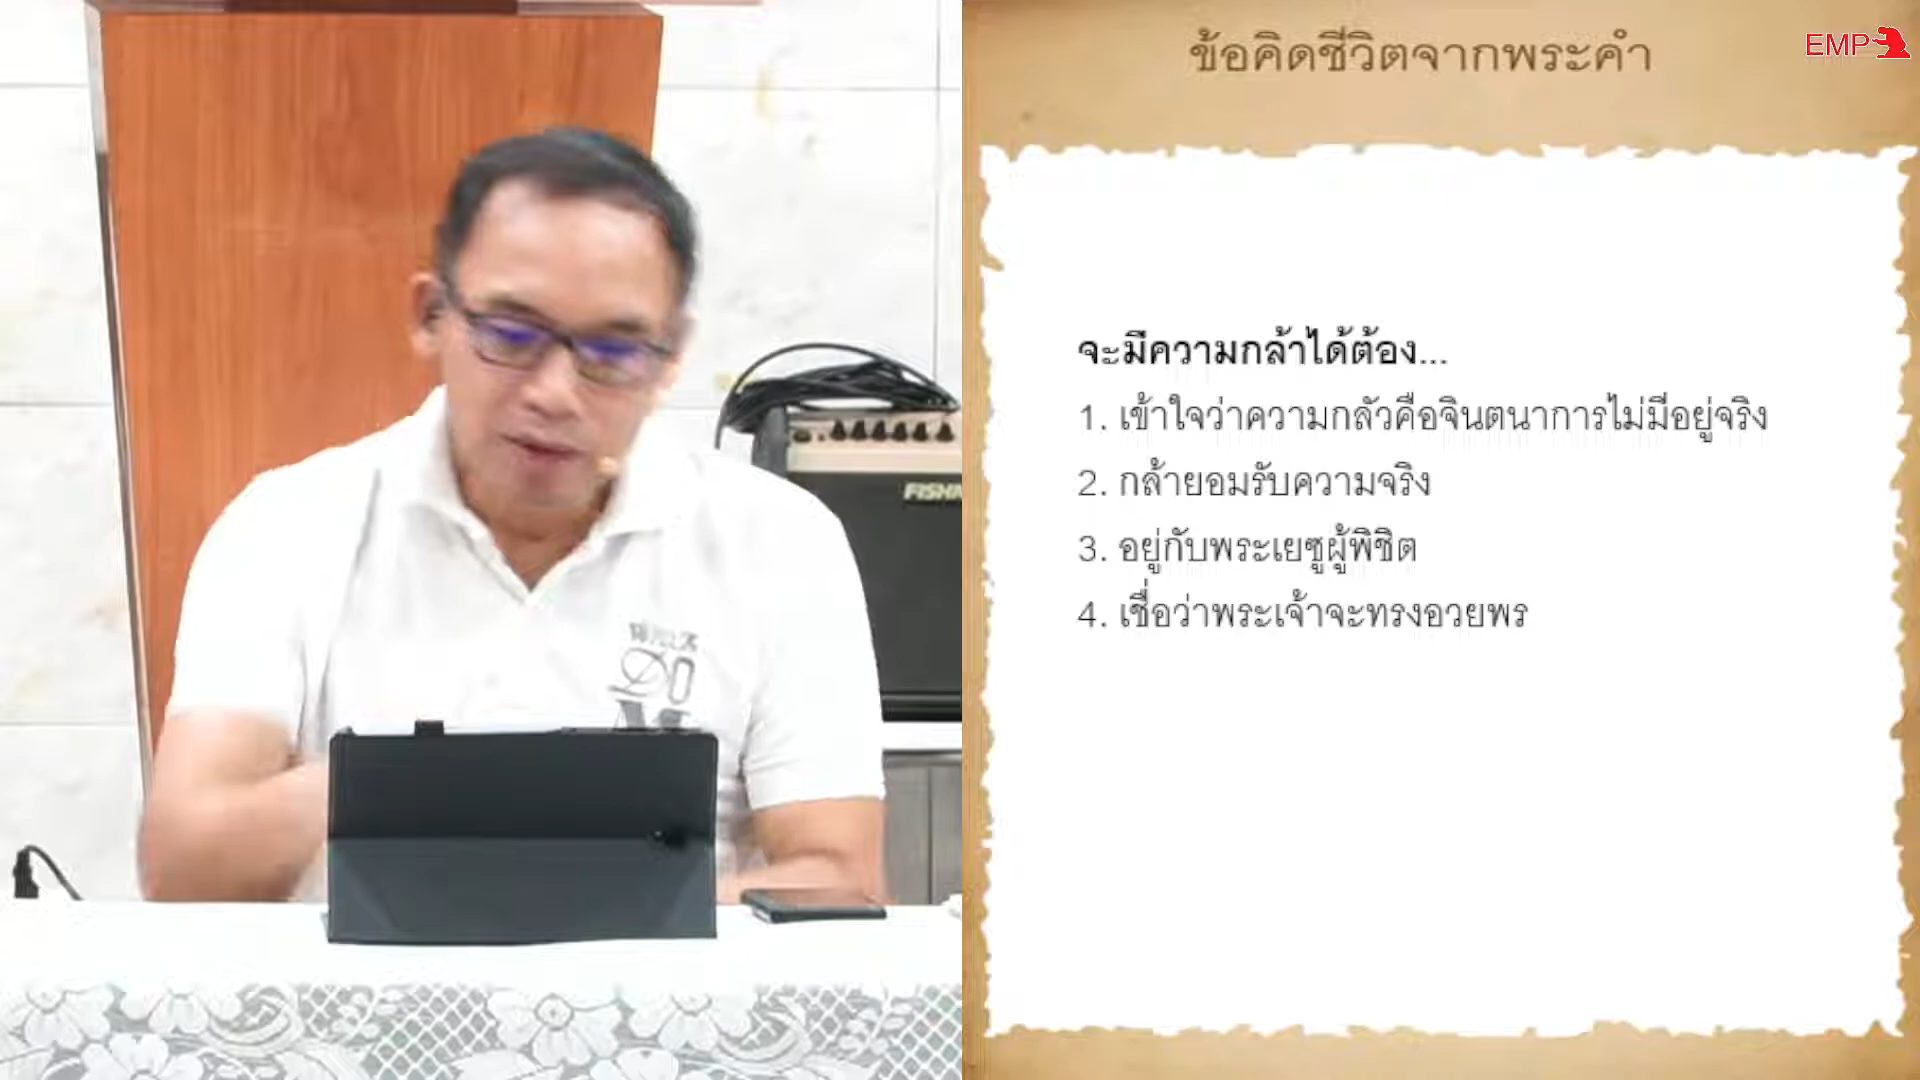 ข้อคิดชีวิตจากพระคำ
EMP
จะมีความกล้าได้ต้อง...
1. เข้าใจว่าความกลัวคือจินตนาการไม่มีอยู่จริง
2. กล้ายอมรับความจริง
3. อยู่กับพระเยซูผู้พิชิต
4. เชื่อว่าพระเจ้าจะทรงอวยพร